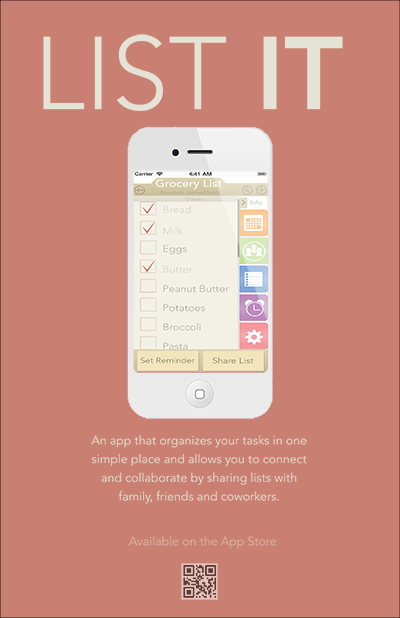 LIST IT
Carrier 4:41 AM
Grocery List
Info
Bread
Milk
Eggs
Butter
Peanut Butter
Potatoes
Broccoli
Pasta
Set Reminder Share List
An app that organizes your tasks in one
simple place and allows you to connect
and collaborate by sharing lists with
family, friends and coworkers.
Available on the App Store